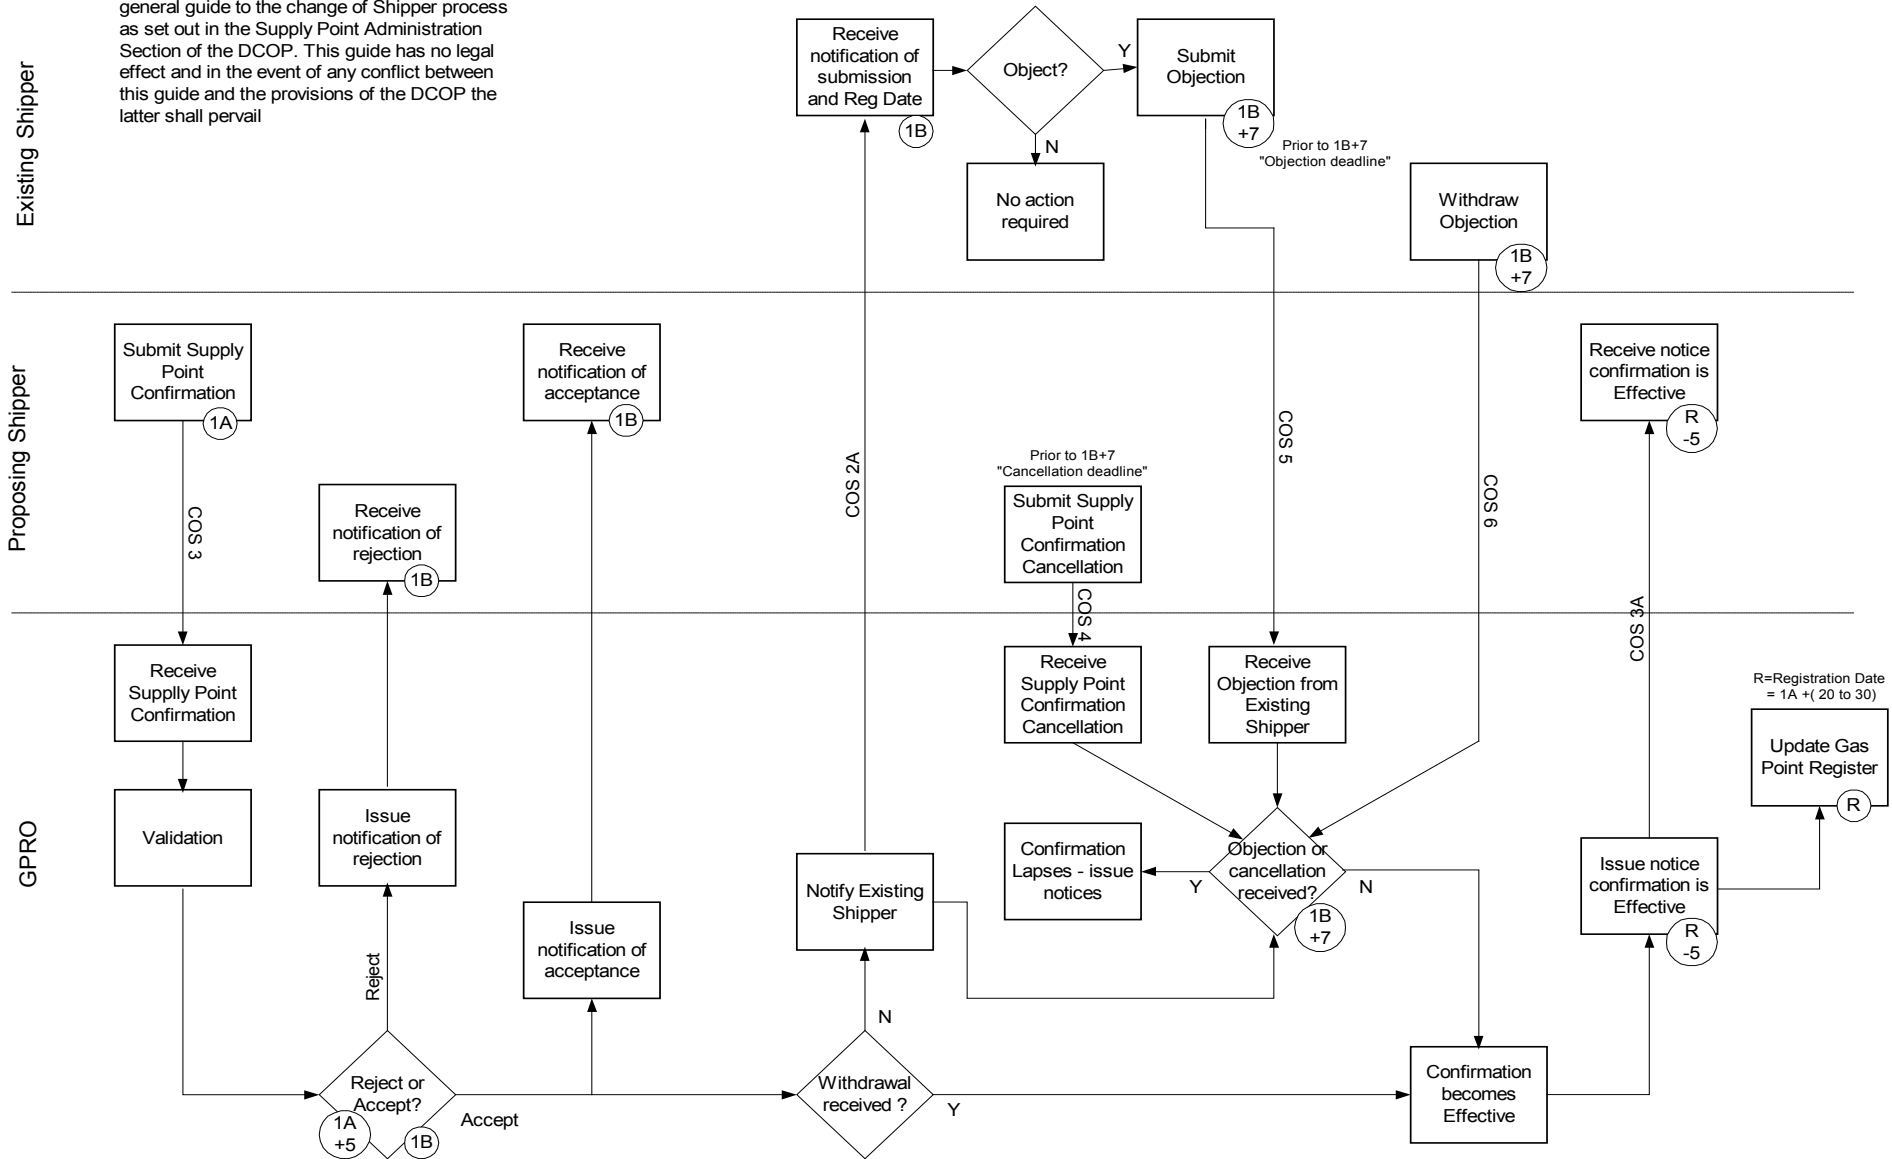 general guide to the change of Shipper process
as set out in the Supply Point Administration
Section of the DCOP. This guide has no legal
effect and in the event of any conflict between
this guide and the provisions of the DCOP the
latter shall pervail
Existing Shipper
Receive
notification of
submission
and Reg Date
1B
Object?
Y
N
Submit
Objection
1B
+7
Prior to 1B+7
"Objection deadline"
No action
required
Withdraw
Objection
1B
+7
Proposing Shipper
Submit Supply
Point
Confirmation
1A
COS 3
Receive
notification of
rejection
1B
Receive
notification of
acceptance
1B
COS 2A
Prior to 1B+7
"Cancellation deadline"
Submit Supply
Point
Confirmation
Cancellation
COS 4
COS 5
COS 6
Receive notice
confirmation is
Effective
R
-5
COS 3A
GPRO
Receive
Supplly Point
Confirmation
Validation
Issue
notification of
rejection
Reject
Reject or
Accept?
1A
+5
1B
Accept
Issue
notification of
acceptance
Notify Existing
Shipper
N
Withdrawal
received ?
Y
Receive
Supply Point
Confirmation
Cancellation
Receive
Objection from
Existing
Shipper
Confirmation
Lapses - issue
notices
Y
Objection or
cancellation
received?
1B
+7
N
Confirmation
becomes
Effective
Issue notice
confirmation is
Effective
R
-5
R=Registration Date
= 1A +( 20 to 30)
Update Gas
Point Register
R